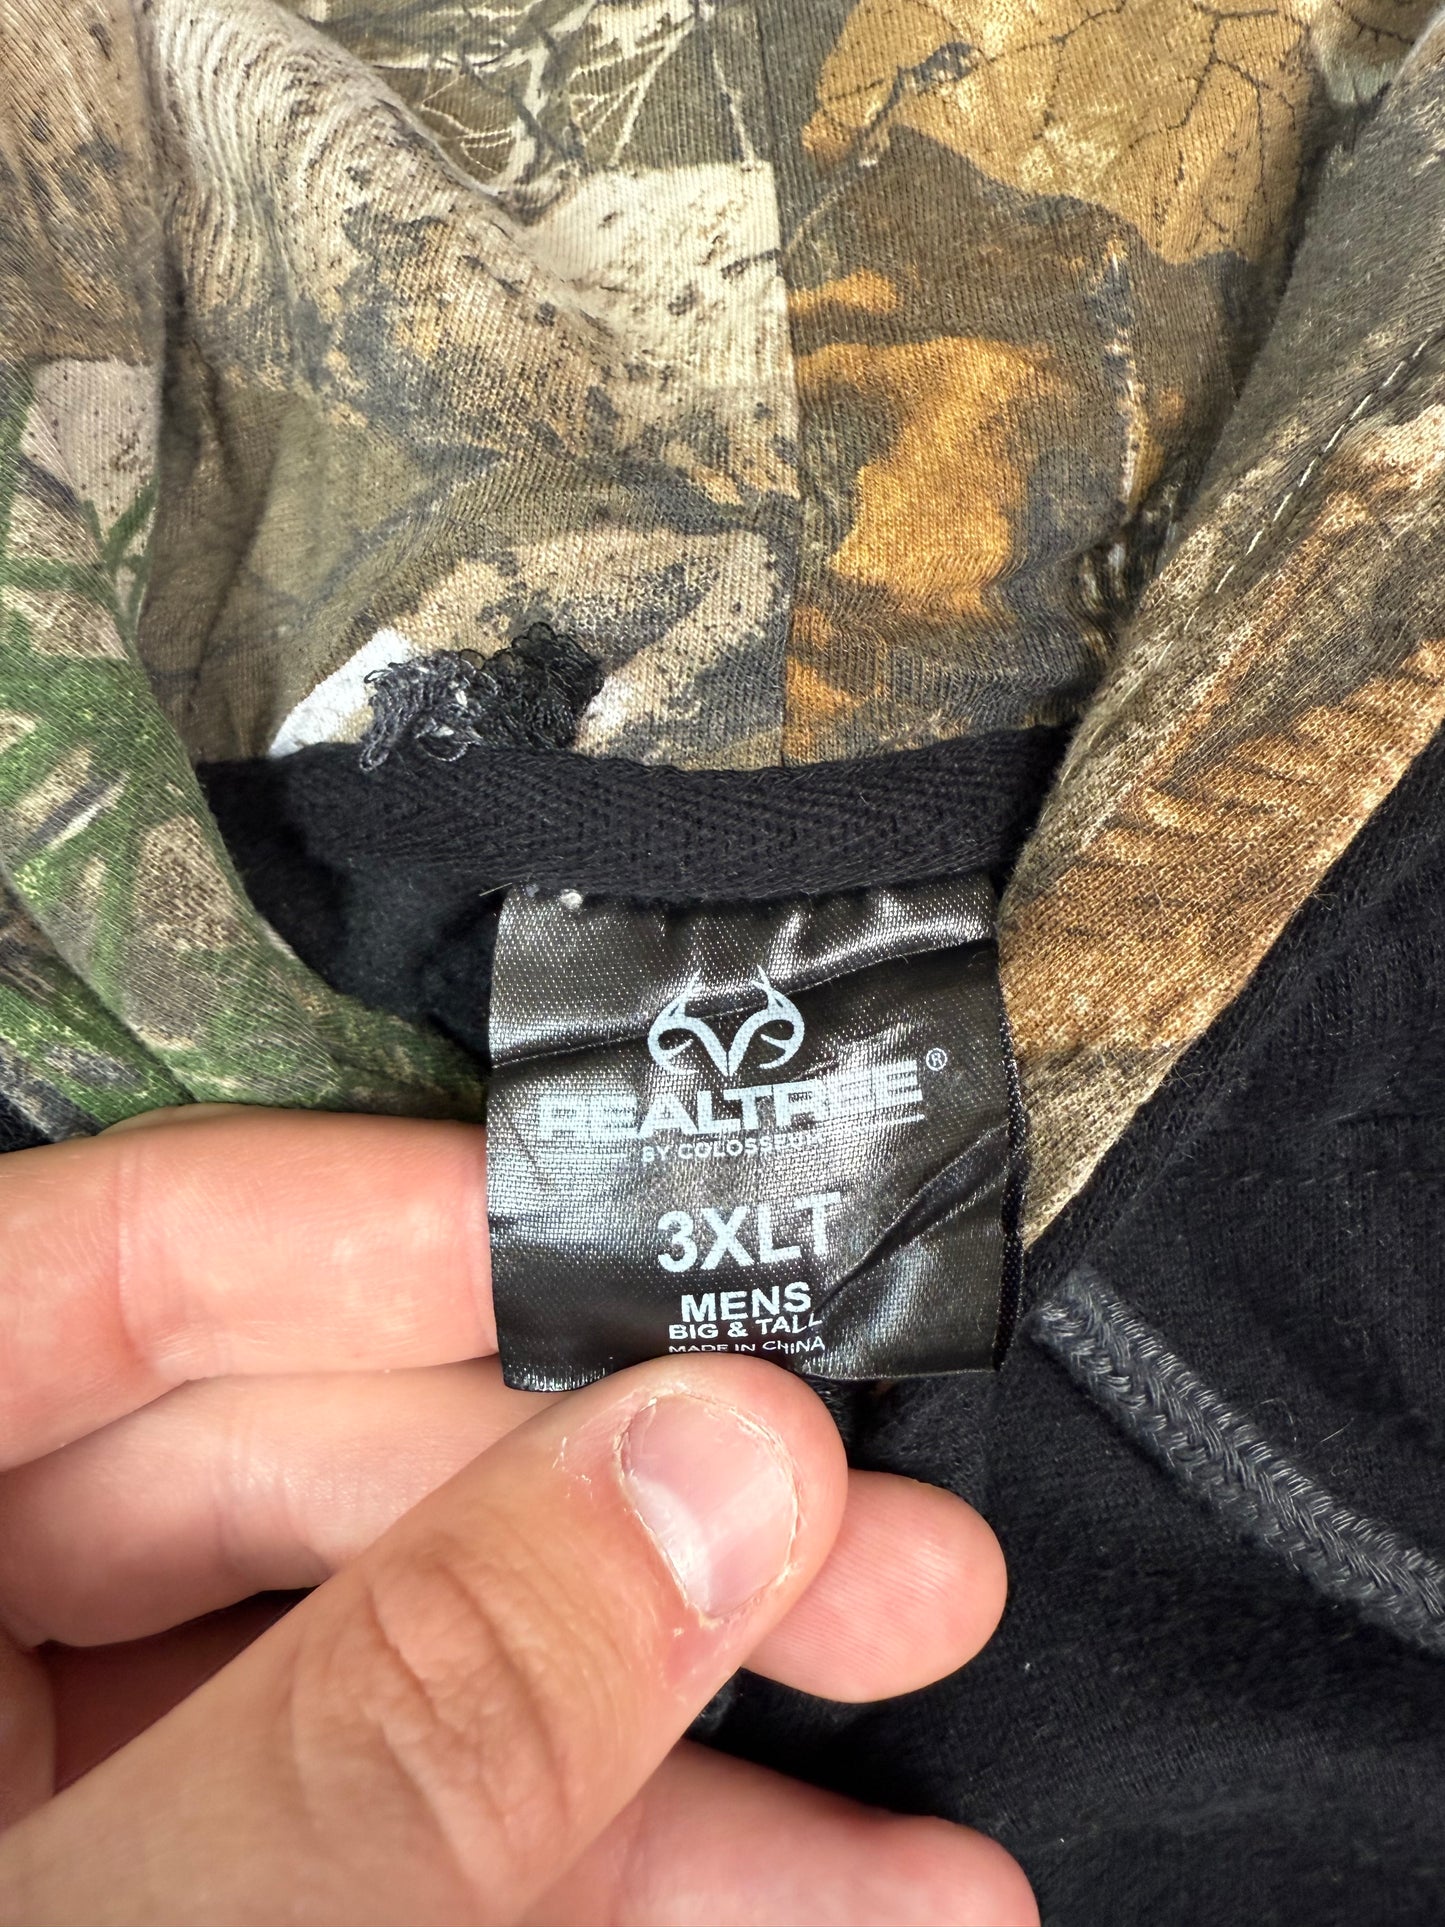 REALTREE®
BY COLOSSEUM
3XLT
MENS
BIG & TALL
MADE IN CHINA